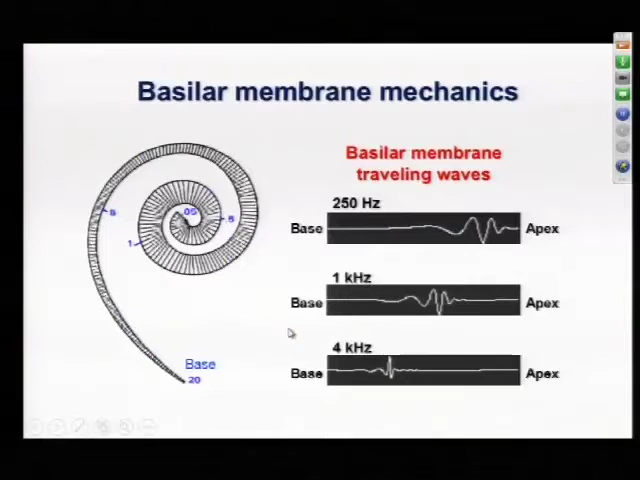 Basilar membrane mechanics
Basilar membrane
traveling waves
250 Hz
Base
Apex
1 kHz
Base
Apex
4 kHz
Base
Apex
1
Base
20